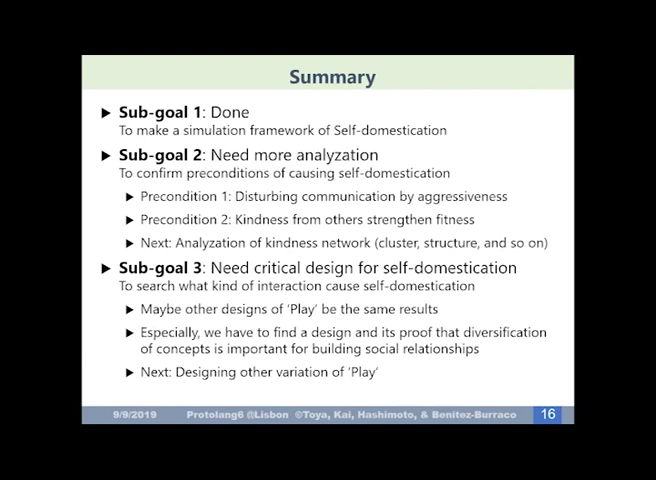 Summary
▶ Sub-goal 1: Done
To make a simulation framework of Self-domestication
▶ Sub-goal 2: Need more analyzation
To confirm preconditions of causing self-domestication
▶ Precondition 1: Disturbing communication by aggressiveness
▶ Precondition 2: Kindness from others strengthen fitness
▶ Next: Analyzation of kindness network (cluster, structure, and so on)
▶ Sub-goal 3: Need critical design for self-domestication
To search what kind of interaction cause self-domestication
▶ Maybe other designs of 'Play' be the same results
▶ Especially, we have to find a design and its proof that diversification
of concepts is important for building social relationships
▶ Next: Designing other variation of 'Play'
9/9/2019 Protolang6 @Lisbon ©Toya, Kai, Hashimoto, & Benítez-Burraco 16